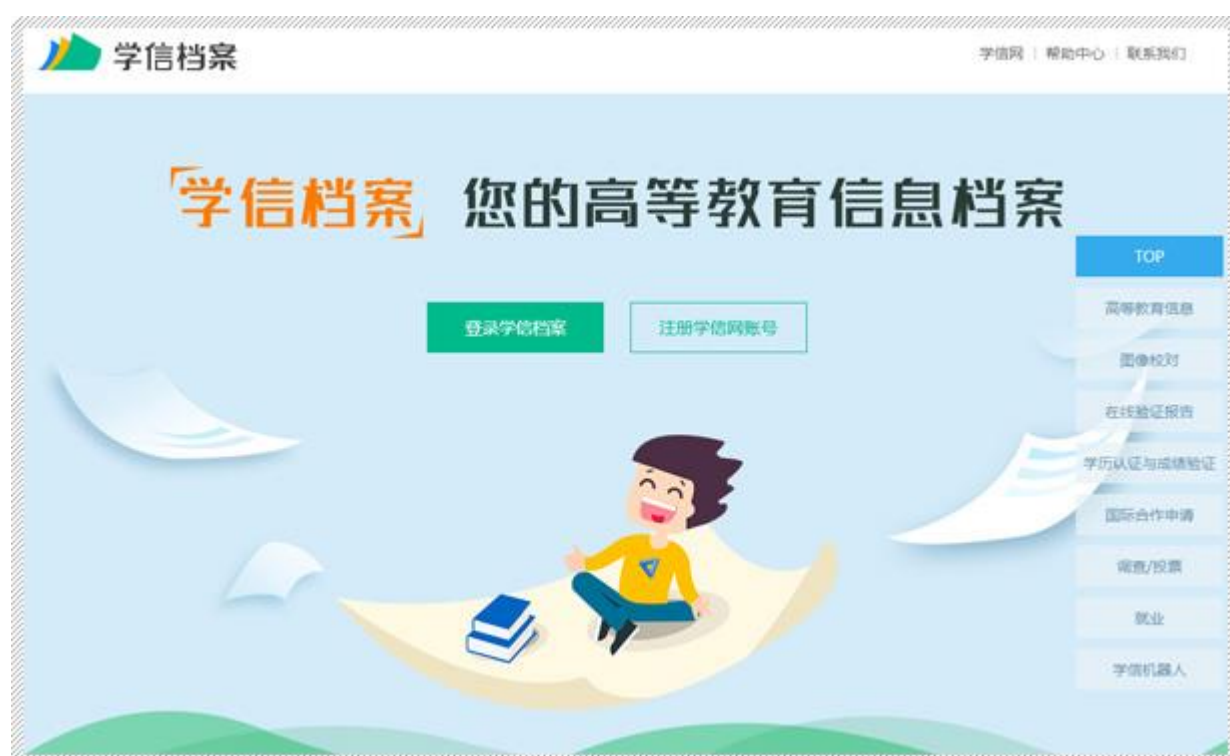 学信档案
学信网 | 帮助中心 | 联系我们
「学信档案」 您的高等教育信息档案
登录学信档案
注册学信网账号
TOP
高等教育信息
图像校对
在线验证报告
学历认证与成绩验证
国际合作申请
调查/投票
就业
学信机器人